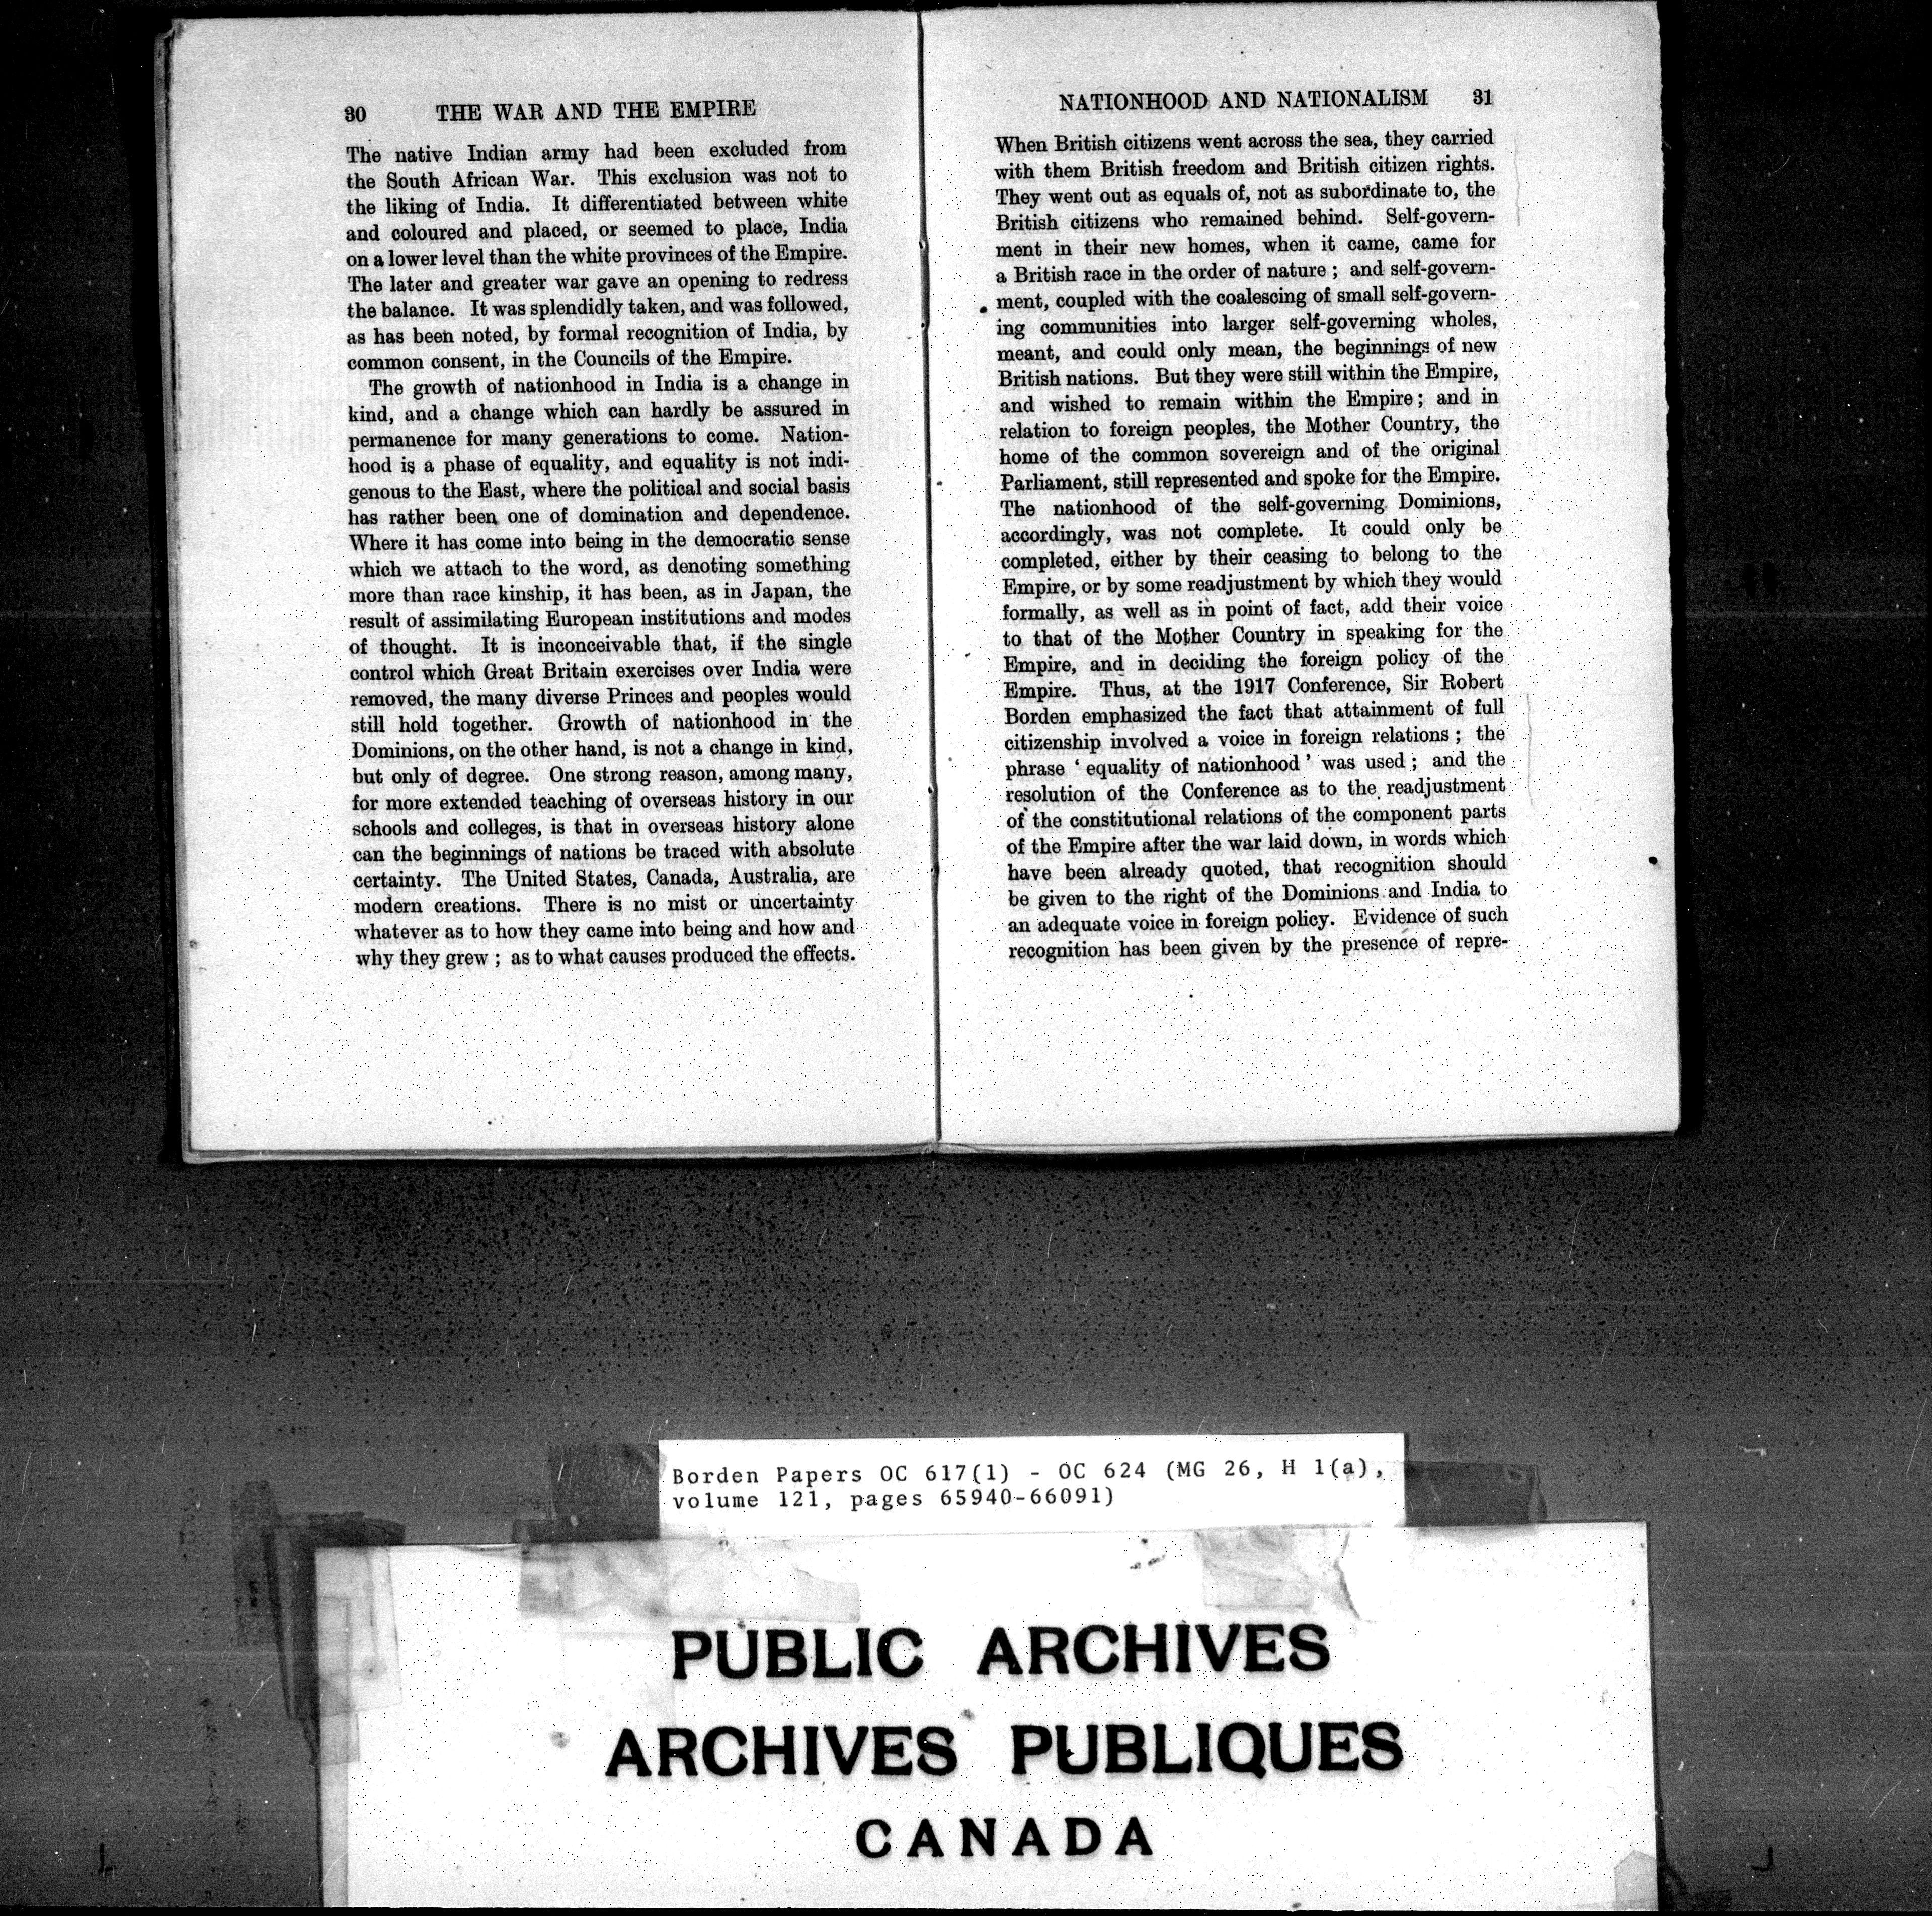 30 THE WAR AND THE EMPIRE
The native Indian army had been excluded from
the South African War. This exclusion was not to
the liking of India. It differentiated between white
and coloured and placed, or seemed to place, India
on a lower level than the white provinces of the Empire.
The later and greater war gave an opening to redress
the balance. It was splendidly taken, and was followed,
as has been noted, by formal recognition of India, by
common consent, in the Councils of the Empire.
The growth of nationhood in India is a change in
kind, and a change which can hardly be assured in
permanence for many generations to come. Nation-
hood is a phase of equality, and equality is not indi-
genous to the East, where the political and social basis
has rather been one of domination and dependence.
Where it has come into being in the democratic sense
which we attach to the word, as denoting something
more than race kinship, it has been, as in Japan, the
result of assimilating European institutions and modes
of thought. It is inconceivable that, if the single
control which Great Britain exercises over India were
removed, the many diverse Princes and peoples would
still hold together. Growth of nationhood in the
Dominions, on the other hand, is not a change in kind,
but only of degree. One strong reason, among many,
for more extended teaching of overseas history in our
schools and colleges, is that in overseas history alone
can the beginnings of nations be traced with absolute
certainty. The United States, Canada, Australia, are
modern creations. There is no mist or uncertainty
whatever as to how they came into being and how and
why they grew ; as to what causes produced the effects.
NATIONHOOD AND NATIONALISM 31
When British citizens went across the sea, they carried
with them British freedom and British citizen rights.
They went out as equals of, not as subordinate to, the
British citizens who remained behind. Self-govern-
ment in their new homes, when it came, came for
a British race in the order of nature ; and self-govern-
ment, coupled with the coalescing of small self-govern-
ing communities into larger self-governing wholes,
meant, and could only mean, the beginnings of new
British nations. But they were still within the Empire,
and wished to remain within the Empire ; and in
relation to foreign peoples, the Mother Country, the
home of the common sovereign and of the original
Parliament, still represented and spoke for the Empire.
The nationhood of the self-governing Dominions,
accordingly, was not complete. It could only be
completed, either by their ceasing to belong to the
Empire, or by some readjustment by which they would
formally, as well as in point of fact, add their voice
to that of the Mother Country in speaking for the
Empire, and in deciding the foreign policy of the
Empire. Thus, at the 1917 Conference, Sir Robert
Borden emphasized the fact that attainment of full
citizenship involved a voice in foreign relations ; the
phrase ‘ equality of nationhood ’ was used ; and the
resolution of the Conference as to the readjustment
of the constitutional relations of the component parts
of the Empire after the war laid down, in words which
have been already quoted, that recognition should
be given to the right of the Dominions and India to
an adequate voice in foreign policy. Evidence of such
recognition has been given by the presence of repre-
Borden Papers OC 617(1) - OC 624 (MG 26, H 1(a),
volume 121, pages 65940-66091)
PUBLIC ARCHIVES
ARCHIVES PUBLIQUES
CANADA